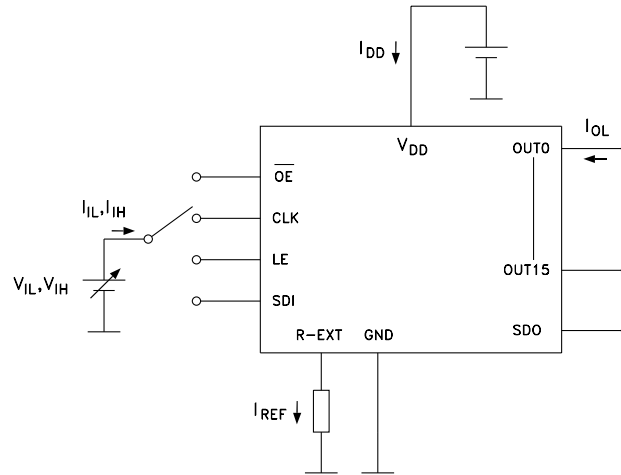 I_DD
V_DD
OUT0
I_OL
OE
I_IL,I_IH
CLK
LE
OUT15
V_IL,V_IH
SDI
R-EXT
GND
SDO
I_REF